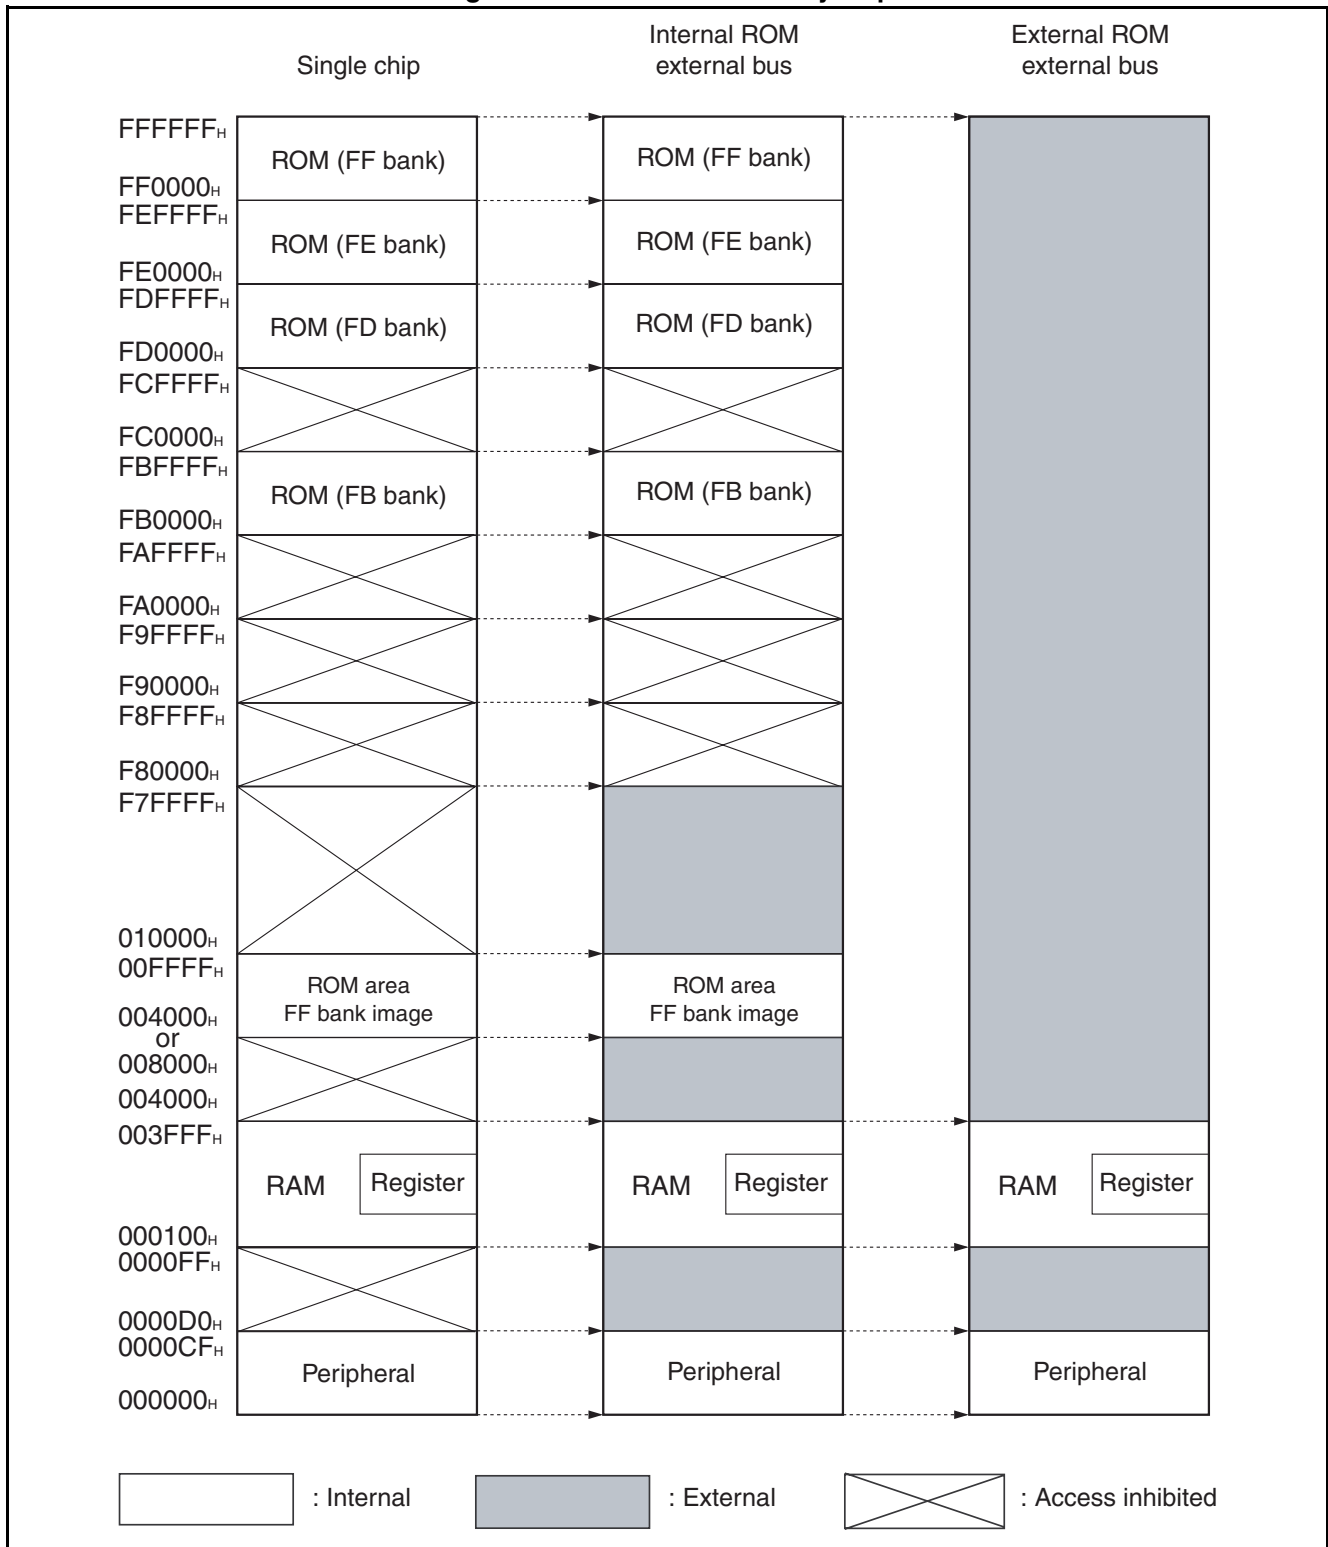 Single chip
Internal ROM
external bus
External ROM
external bus
FFFFFFH
ROM (FF bank)
ROM (FF bank)
FF0000H
FEFFFFH
ROM (FE bank)
ROM (FE bank)
FE0000H
FDFFFFH
ROM (FD bank)
ROM (FD bank)
FD0000H
FCFFFFH
FC0000H
FBFFFFH
ROM (FB bank)
ROM (FB bank)
FB0000H
FAFFFFH
FA0000H
F9FFFFH
F90000H
F8FFFFH
F80000H
F7FFFFH
010000H
00FFFFH
ROM area
FF bank image
ROM area
FF bank image
004000H
or
008000H
004000H
003FFFH
RAM
Register
RAM
Register
RAM
Register
000100H
0000FFH
0000D0H
0000CFH
Peripheral
Peripheral
Peripheral
000000H
: Internal
: External
: Access inhibited